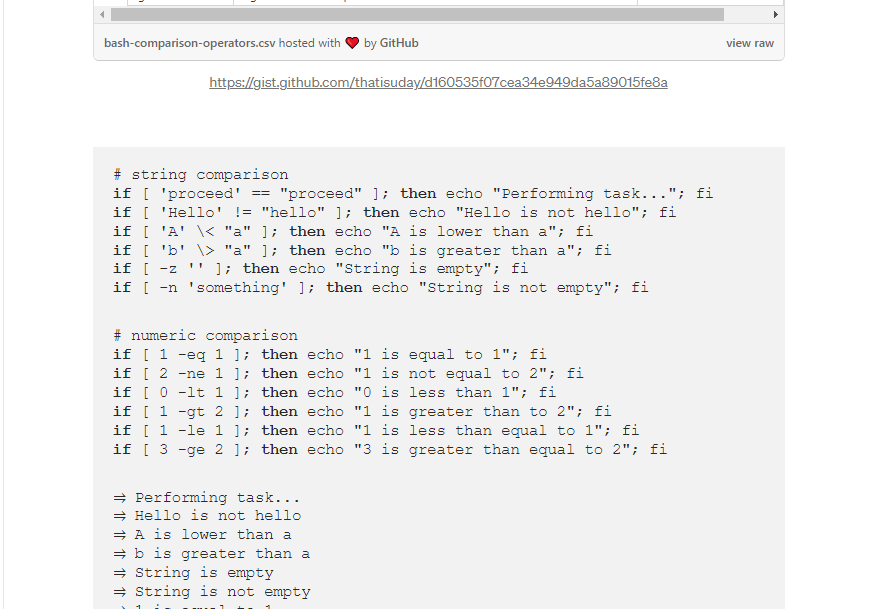 bash-comparison-operators.csv hosted with ❤ by GitHub
view raw
https://gist.github.com/thatisuday/d160535f07cea34e949da5a89015fe8a
# string comparison
if [ 'proceed' == "proceed" ]; then echo "Performing task..."; fi
if [ 'Hello' != "hello" ]; then echo "Hello is not hello"; fi
if [ 'A' \< "a" ]; then echo "A is lower than a"; fi
if [ 'b' \> "a" ]; then echo "b is greater than a"; fi
if [ -z '' ]; then echo "String is empty"; fi
if [ -n 'something' ]; then echo "String is not empty"; fi
# numeric comparison
if [ 1 -eq 1 ]; then echo "1 is equal to 1"; fi
if [ 2 -ne 1 ]; then echo "1 is not equal to 2"; fi
if [ 0 -lt 1 ]; then echo "0 is less than 1"; fi
if [ 1 -gt 2 ]; then echo "1 is greater than to 2"; fi
if [ 1 -le 1 ]; then echo "1 is less than equal to 1"; fi
if [ 3 -ge 2 ]; then echo "3 is greater than equal to 2"; fi
⇒ Performing task...
⇒ Hello is not hello
⇒ A is lower than a
⇒ b is greater than a
⇒ String is empty
⇒ String is not empty
⇒ 1 is equal to 1